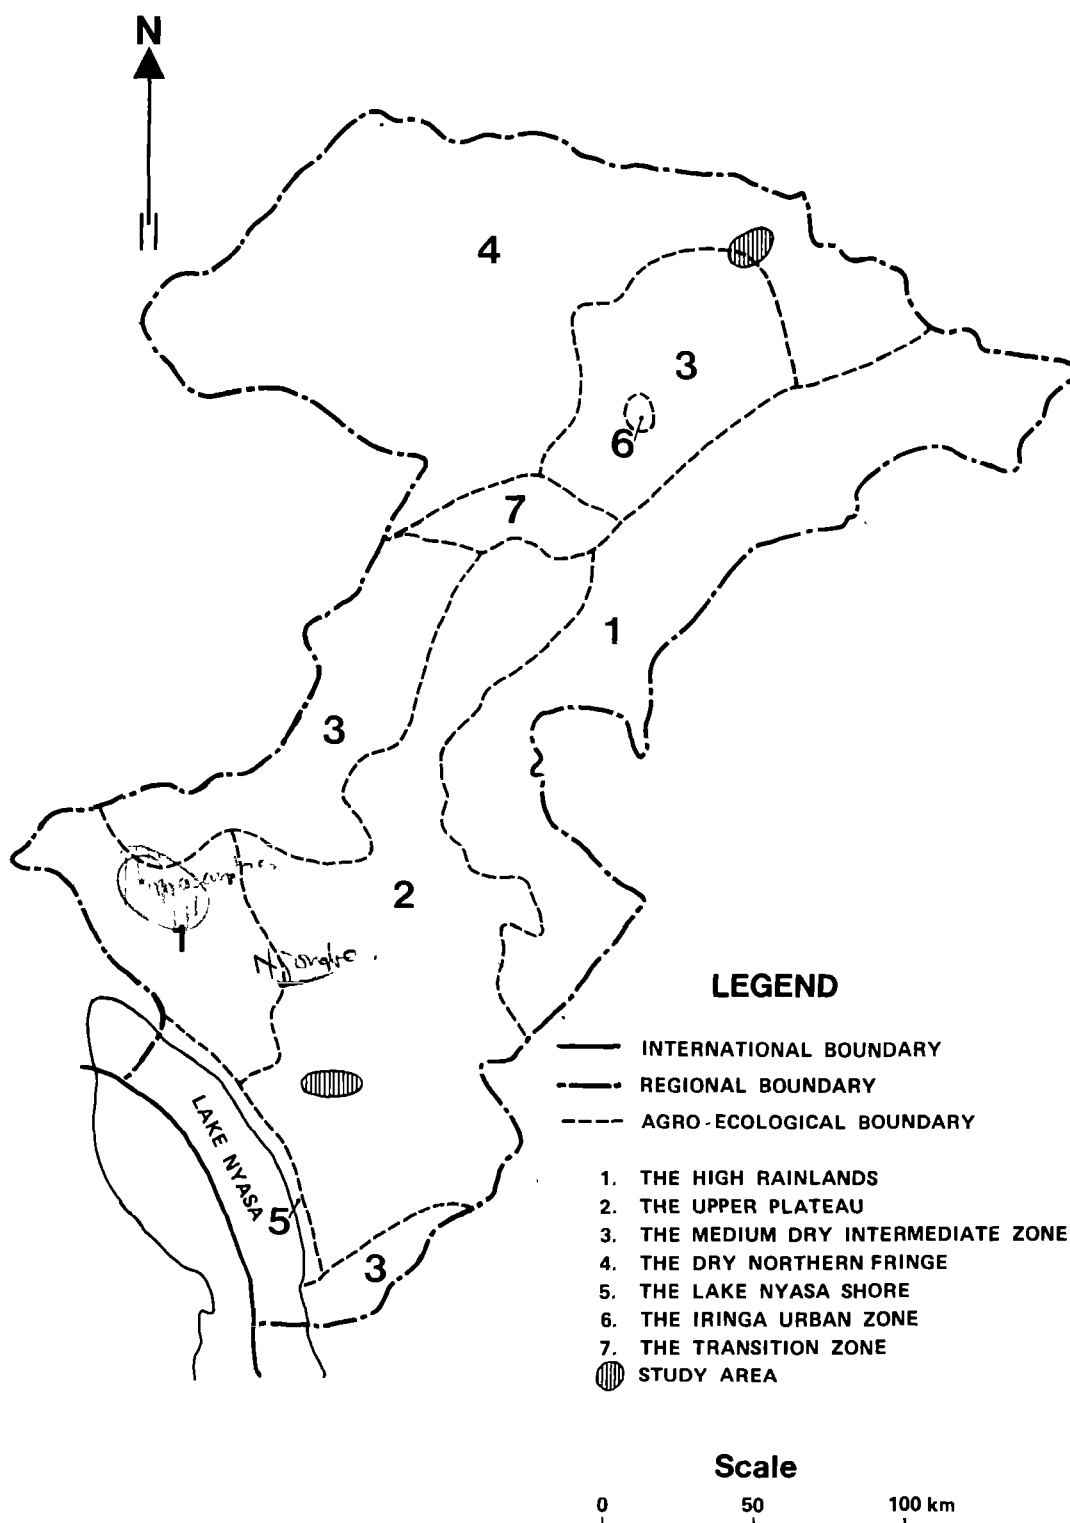 N
4
3
6
7
1
3
2
1
Njombe.
LAKE NYASA
5
3
LEGEND
INTERNATIONAL BOUNDARY
REGIONAL BOUNDARY
AGRO-ECOLOGICAL BOUNDARY
1. THE HIGH RAINLANDS
2. THE UPPER PLATEAU
3. THE MEDIUM DRY INTERMEDIATE ZONE
4. THE DRY NORTHERN FRINGE
5. THE LAKE NYASA SHORE
6. THE IRINGA URBAN ZONE
7. THE TRANSITION ZONE
STUDY AREA
Scale
0 50 100 km